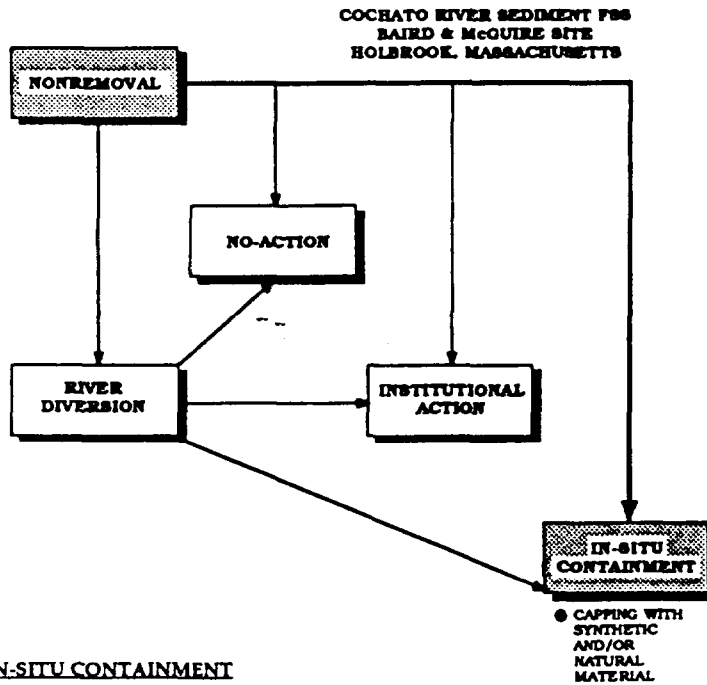 COCHATO RIVER SEDIMENT FSS
BAIRD & McGUIRE SITE
HOLBROOK, MASSACHUSETTS
NONREMOVAL
NO-ACTION
RIVER
DIVERSION
INSTITUTIONAL
ACTION
IN-SITU
CONTAINMENT
● CAPPING WITH
SYNTHETIC
AND/OR
NATURAL
MATERIAL
N-SITU CONTAINMENT